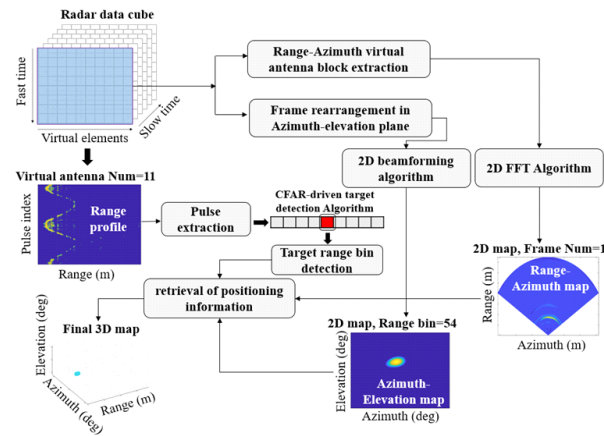 Radar data cube
Fast time
Slow time
Virtual elements
Range-Azimuth virtual
antenna block extraction
Frame rearrangement in
Azimuth-elevation plane
2D beamforming
algorithm
2D FFT Algorithm
Virtual antenna Num=11
Pulse index
Range
profile
Range (m)
Pulse
extraction
CFAR-driven target
detection Algorithm
Target range bin
detection
retrieval of positioning
information
2D map, Frame Num=1
Range (m)
Range-
Azimuth map
Azimuth (m)
Final 3D map
Elevation (deg)
Azimuth (deg)
Range (m)
2D map, Range bin=54
Elevation (deg)
Azimuth-
Elevation map
Azimuth (deg)